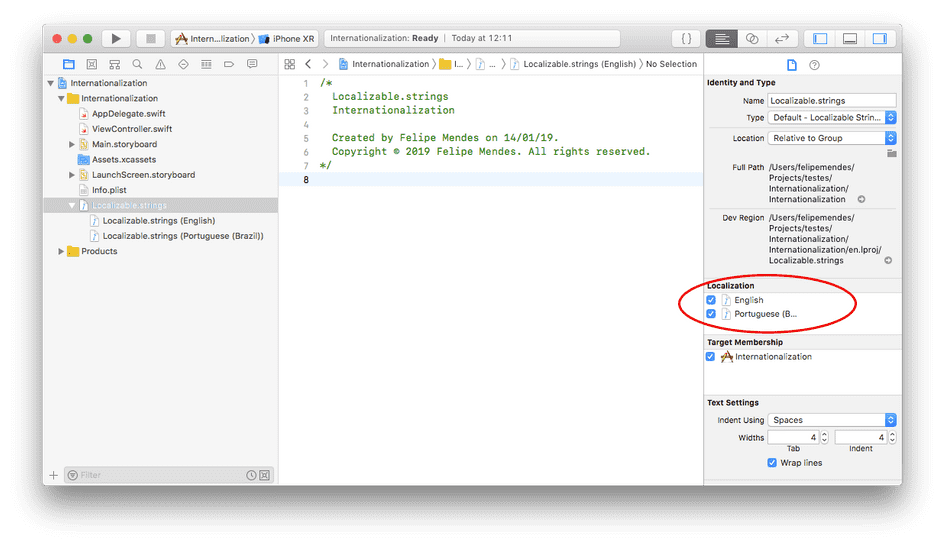 Intern...lization
iPhone XR
Internationalization: Ready | Today at 12:11
{ }
Internationalization
I...
...
Localizable.strings (English)
No Selection
Internationalization
Internationalization
AppDelegate.swift
ViewController.swift
Main.storyboard
Assets.xcassets
LaunchScreen.storyboard
Info.plist
Localizable.strings
Localizable.strings (English)
Localizable.strings (Portuguese (Brazil))
Products
Filter
1 /*
2 Localizable.strings
3 Internationalization
4
5 Created by Felipe Mendes on 14/01/19.
6 Copyright © 2019 Felipe Mendes. All rights reserved.
7 */
8
Identity and Type
Name Localizable.strings
Type Default - Localizable Strin...
Location Relative to Group
Full Path /Users/felipemendes/
Projects/testes/
Internationalization/
Internationalization
Dev Region /Users/felipemendes/
Projects/testes/
Internationalization/
Internationalization/en.lproj/
Localizable.strings
Localization
English
Portuguese (B...
Target Membership
Internationalization
Text Settings
Indent Using Spaces
Widths 4 4
Tab Indent
Wrap lines